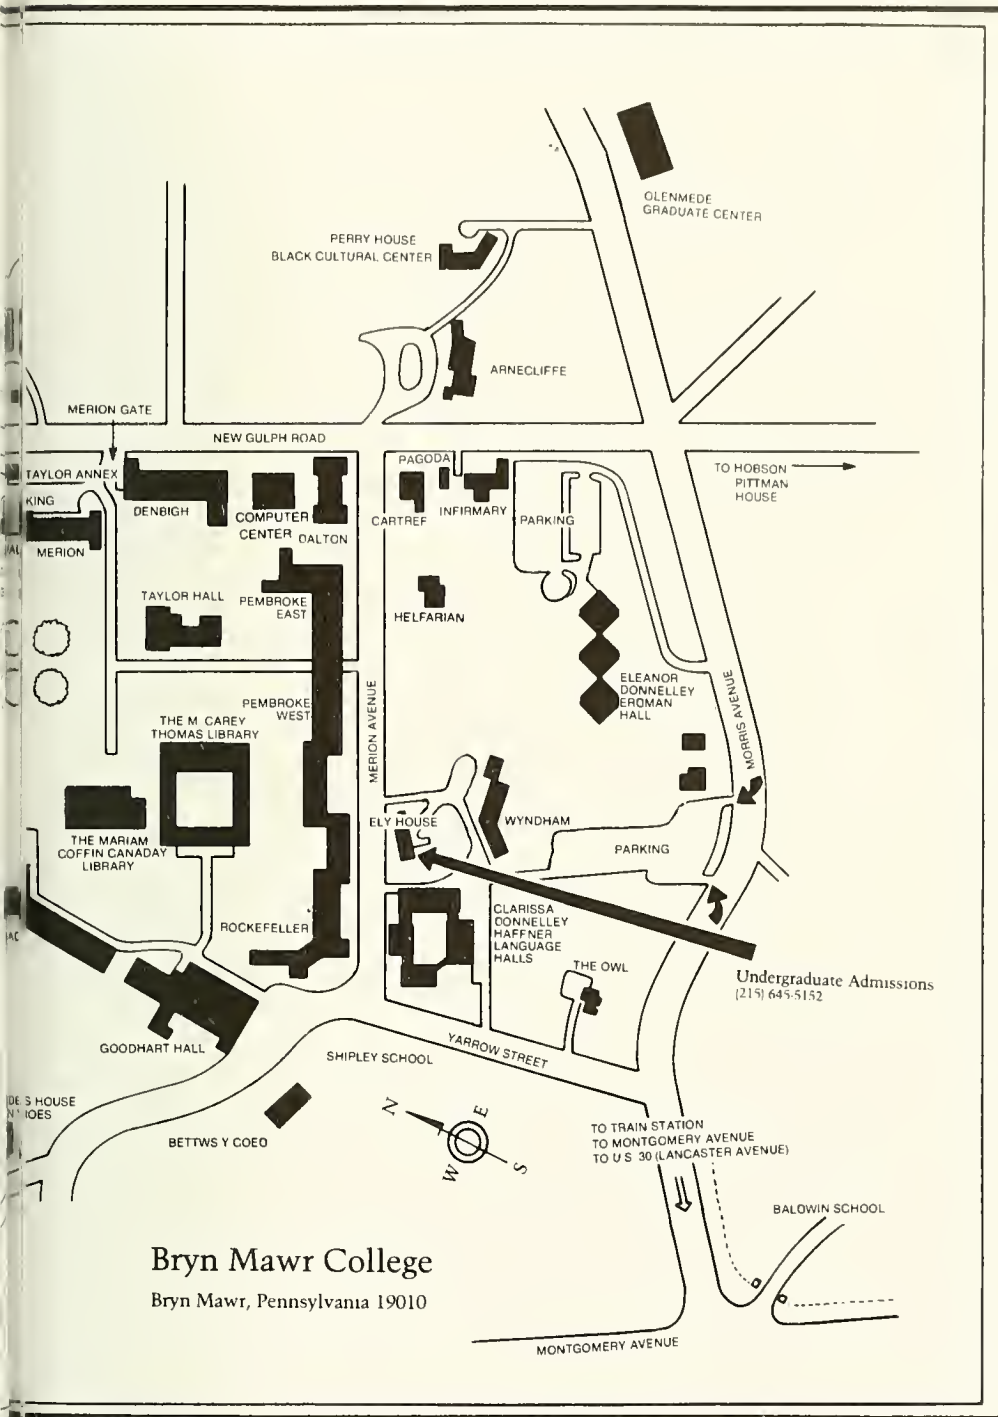 OLENMEDE
GRADUATE CENTER
PERRY HOUSE
BLACK CULTURAL CENTER
ARNECLIFFE
MERION GATE
NEW GULPH ROAD
TAYLOR ANNEX
PAGODA
TO HOBSON
PITTMAN
HOUSE
KING
DENBIGH
COMPUTER
CENTER
DALTON
CARTREF
INFIRMARY
PARKING
MERION
TAYLOR HALL
PEMBROKE
EAST
HELFARIAN
ELEANOR
DONNELLEY
EROMAN
HALL
PEMBROKE
WEST
THE M CAREY
THOMAS LIBRARY
MERION AVENUE
MORRIS AVENUE
ELY HOUSE
WYNDHAM
THE MARIAM
COFFIN CANADAY
LIBRARY
PARKING
ROCKEFELLER
CLARISSA
DONNELLEY
HAFFNER
LANGUAGE
HALLS
THE OWL
Undergraduate Admissions
(215) 645-5152
GOODHART HALL
YARROW STREET
SHIPLEY SCHOOL
S HOUSE
BETTWS Y COED
N
E
W
S
TO TRAIN STATION
TO MONTGOMERY AVENUE
TO U S 30 (LANCASTER AVENUE)
BALDWIN SCHOOL
Bryn Mawr College
Bryn Mawr, Pennsylvania 19010
MONTGOMERY AVENUE